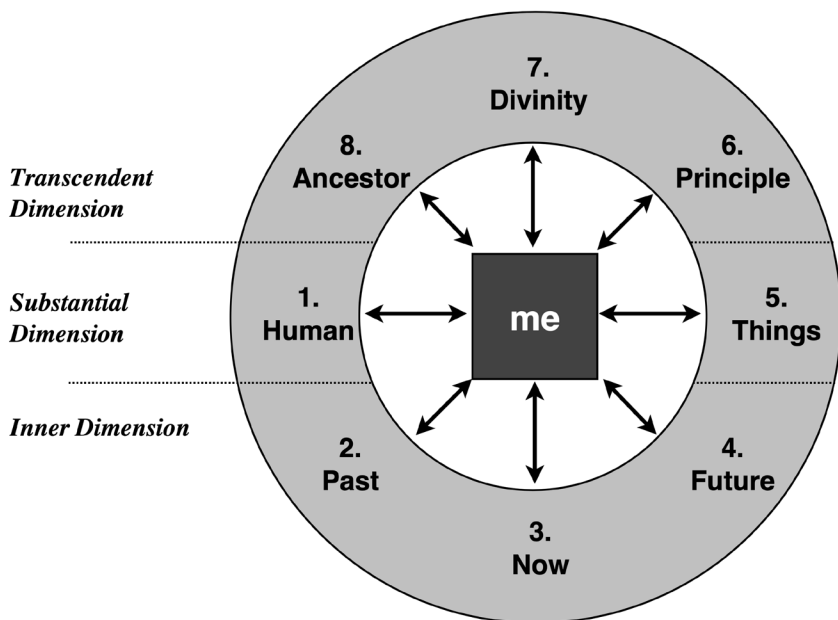 7.
Divinity
8.
Ancestor
6.
Principle
Transcendent
Dimension
1.
Human
me
5.
Things
Substantial
Dimension
Inner Dimension
2.
Past
4.
Future
3.
Now